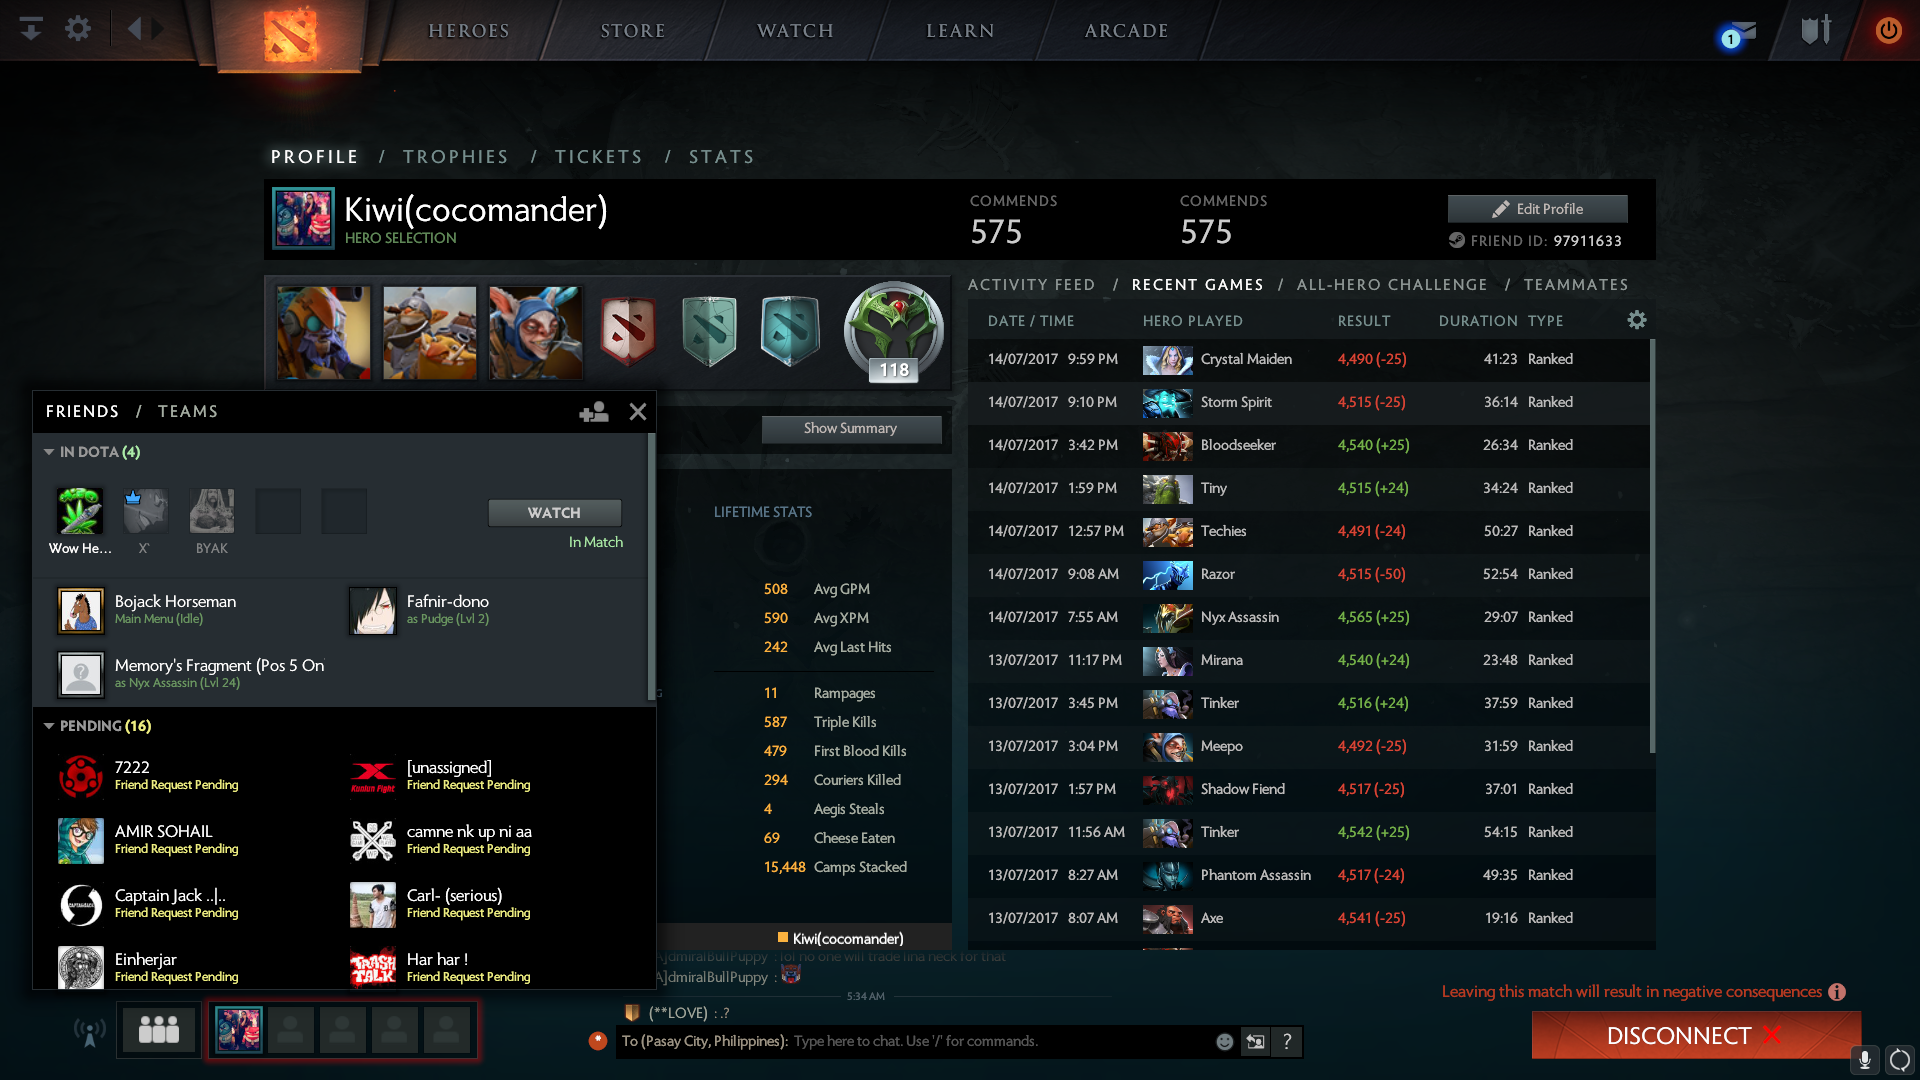 HEROES
STORE
WATCH
LEARN
ARCADE
1
PROFILE / TROPHIES / TICKETS / STATS
Kiwi(cocomander)
HERO SELECTION
COMMENDS
575
COMMENDS
575
Edit Profile
FRIEND ID: 97911633
118
ACTIVITY FEED / RECENT GAMES / ALL-HERO CHALLENGE / TEAMMATES
DATE / TIME HERO PLAYED RESULT DURATION TYPE
14/07/2017 9:59 PM Crystal Maiden 4,490 (-25) 41:23 Ranked
14/07/2017 9:10 PM Storm Spirit 4,515 (-25) 36:14 Ranked
14/07/2017 3:42 PM Bloodseeker 4,540 (+25) 26:34 Ranked
14/07/2017 1:59 PM Tiny 4,515 (+24) 34:24 Ranked
14/07/2017 12:57 PM Techies 4,491 (-24) 50:27 Ranked
14/07/2017 9:08 AM Razor 4,515 (-50) 52:54 Ranked
14/07/2017 7:55 AM Nyx Assassin 4,565 (+25) 29:07 Ranked
13/07/2017 11:17 PM Mirana 4,540 (+24) 23:48 Ranked
13/07/2017 3:45 PM Tinker 4,516 (+24) 37:59 Ranked
13/07/2017 3:04 PM Meepo 4,492 (-25) 31:59 Ranked
13/07/2017 1:57 PM Shadow Fiend 4,517 (-25) 37:01 Ranked
13/07/2017 11:56 AM Tinker 4,542 (+25) 54:15 Ranked
13/07/2017 8:27 AM Phantom Assassin 4,517 (-24) 49:35 Ranked
13/07/2017 8:07 AM Axe 4,541 (-25) 19:16 Ranked
FRIENDS / TEAMS
IN DOTA (4)
Wow He...
X`
BYAK
WATCH
In Match
Bojack Horseman
Main Menu (Idle)
Fafnir-dono
as Pudge (Lvl 2)
Memory's Fragment (Pos 5 On
as Nyx Assassin (Lvl 24)
PENDING (16)
7222
Friend Request Pending
[unassigned]
Friend Request Pending
Kunlun Fight
AMIR SOHAIL
Friend Request Pending
camne nk up ni aa
Friend Request Pending
Captain Jack ..|..
Friend Request Pending
Carl- (serious)
Friend Request Pending
Einherjar
Friend Request Pending
TRASH TALK
Har har !
Friend Request Pending
Show Summary
LIFETIME STATS
508 Avg GPM
590 Avg XPM
242 Avg Last Hits
11 Rampages
587 Triple Kills
479 First Blood Kills
294 Couriers Killed
4 Aegis Steals
69 Cheese Eaten
15,448 Camps Stacked
Kiwi(cocomander)
A]dmiralBullPuppy : lol no one will trade lina neck for that
A]dmiralBullPuppy :
5:34 AM
(**LOVE) : .?
To (Pasay City, Philippines): Type here to chat. Use '/' for commands.
?
Leaving this match will result in negative consequences
DISCONNECT